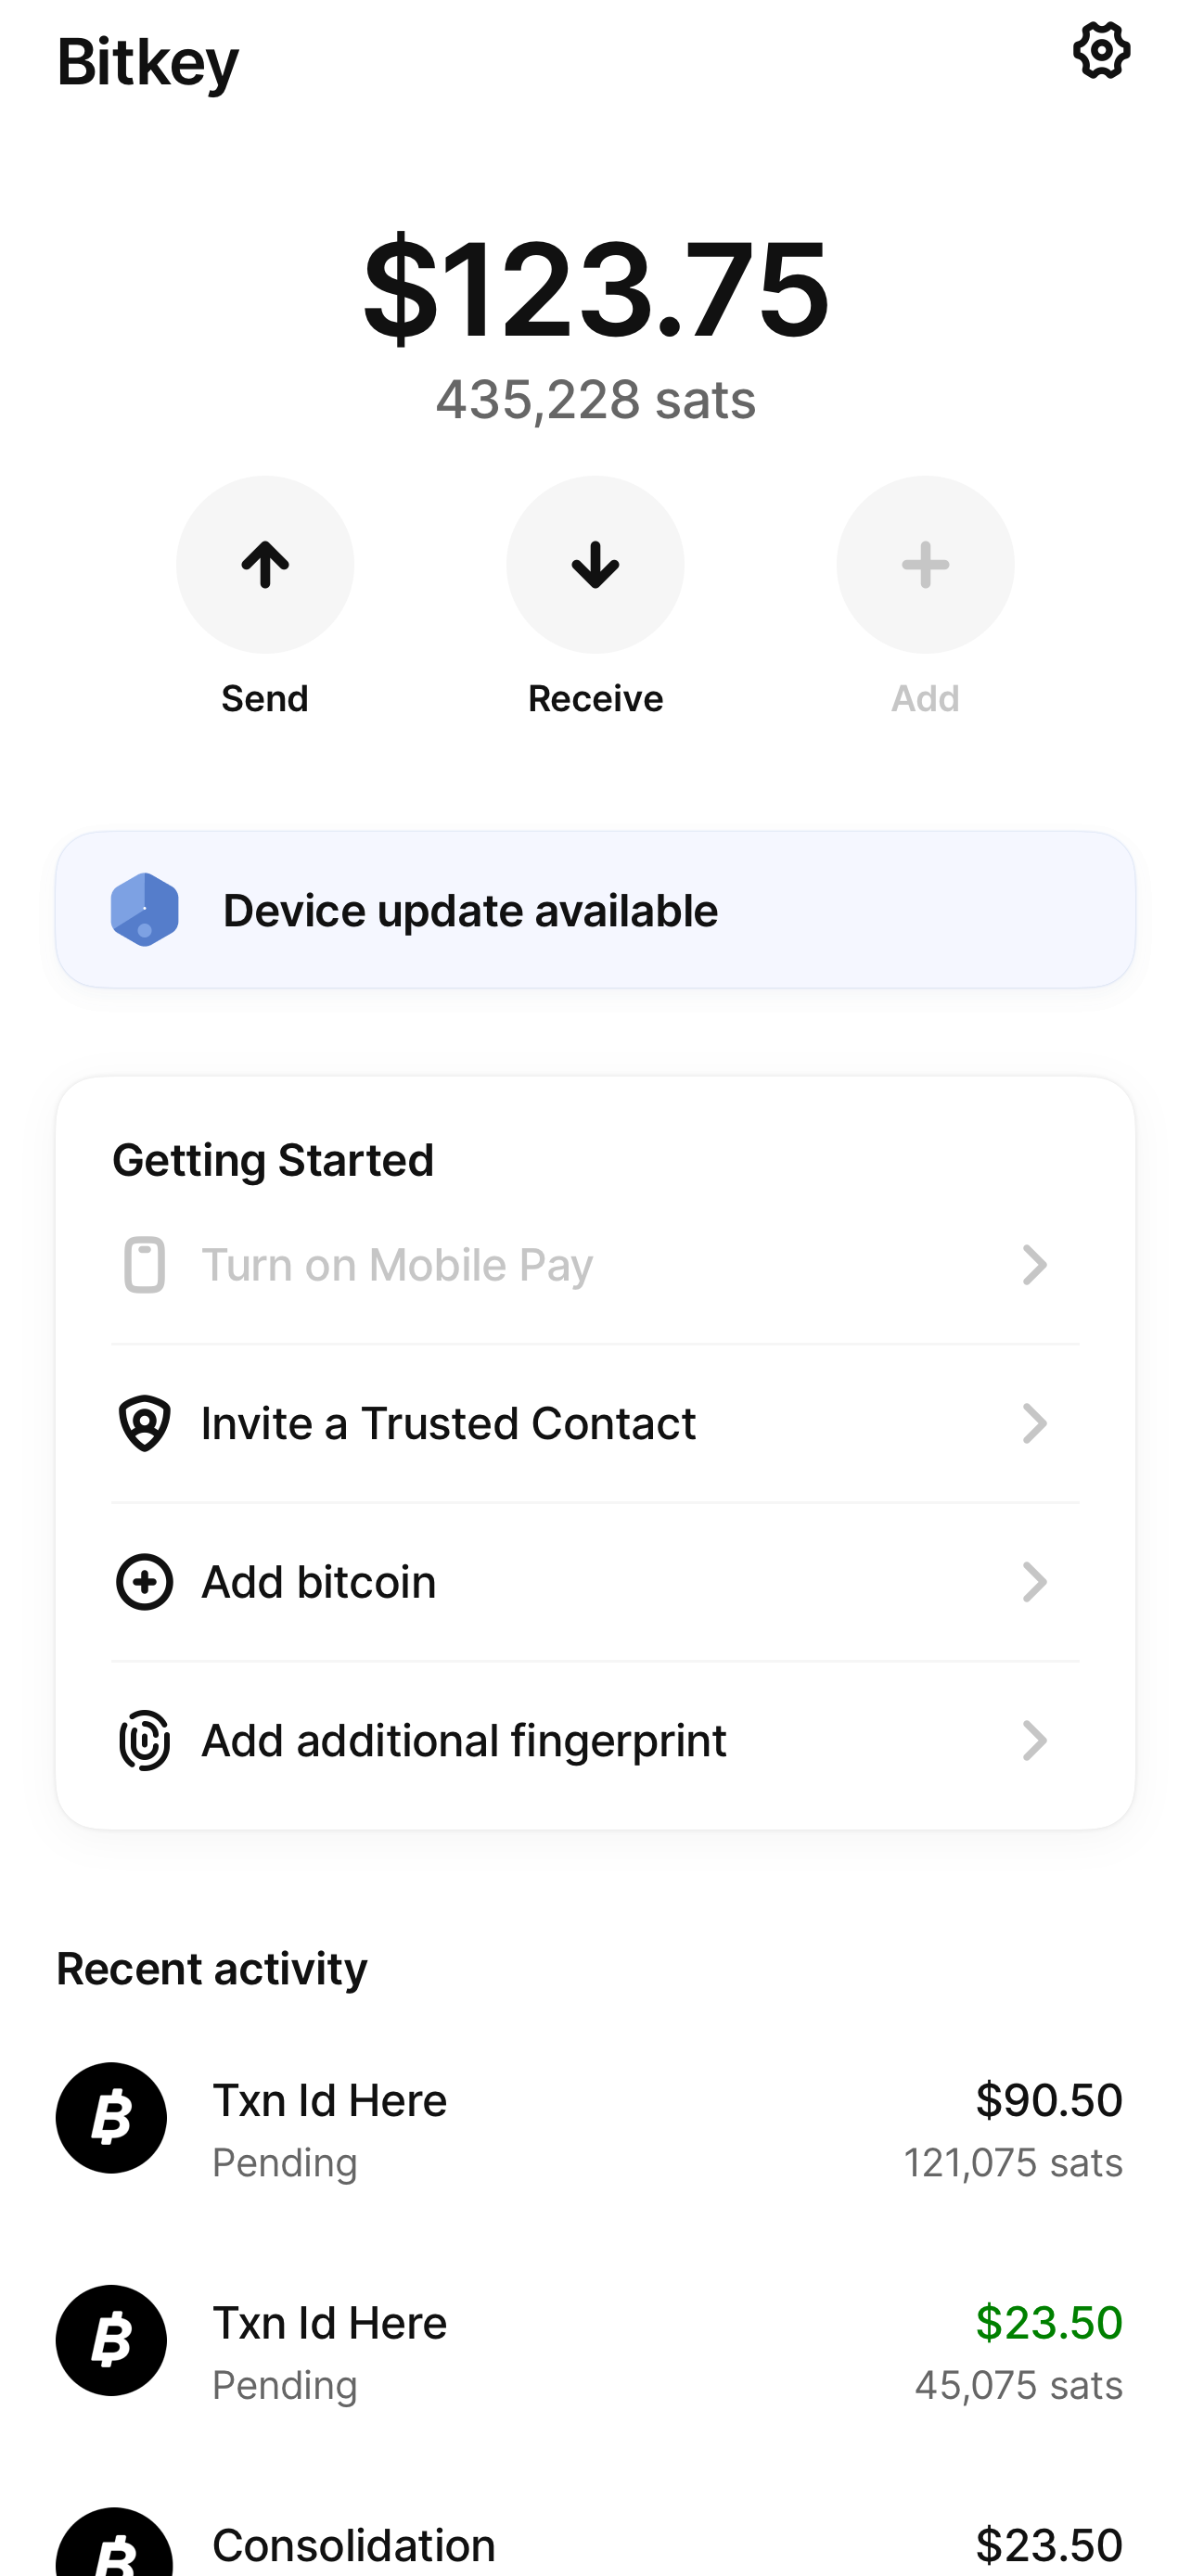 Bitkey
$123.75
435,228 sats
Send
Receive
Add
Device update available
Getting Started
Turn on Mobile Pay
Invite a Trusted Contact
Add bitcoin
Add additional fingerprint
Recent activity
Txn Id Here
$90.50
Pending
121,075 sats
Txn Id Here
$23.50
Pending
45,075 sats
Consolidation
$23.50